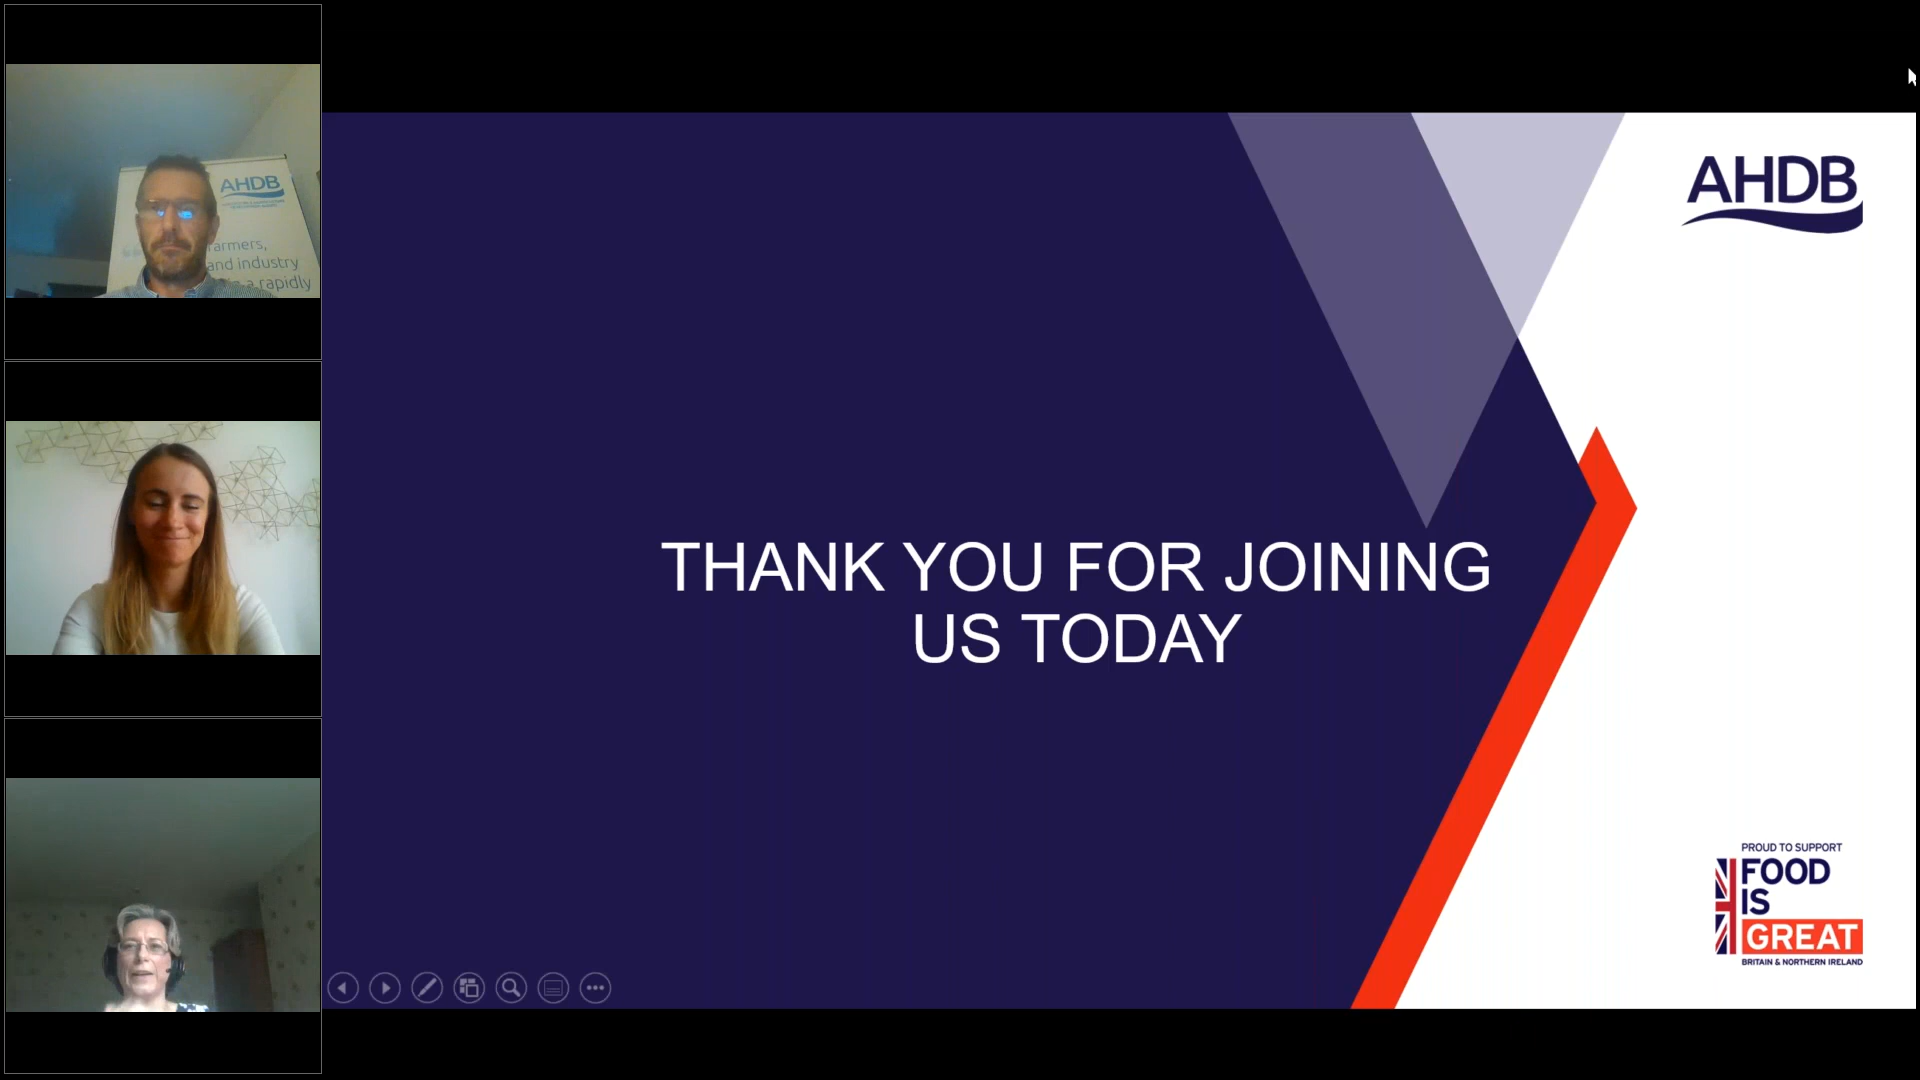 AHDB
armers,
and industry
a rapidly
AHDB
THANK YOU FOR JOINING
US TODAY
PROUD TO SUPPORT
FOOD
IS
GREAT
BRITAIN & NORTHERN IRELAND